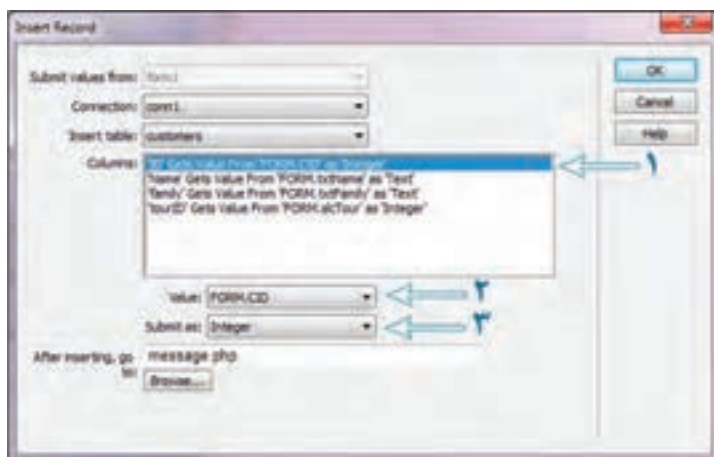 Insert Record
Submit values from: form1
OK
Connection: conn1
Cancel
Insert table: customers
Help
Columns: 'ID' Gets Value From 'FORM.CID' as 'Integer'
۱
'Name' Gets Value From 'FORM.txtName' as 'Text'
'family' Gets Value From 'FORM.txtFamily' as 'Text'
'tourID' Gets Value From 'FORM.slcTour' as 'Integer'
Value: FORM.CID
۲
Submit as: Integer
۳
After inserting, go to: message php
Browse...